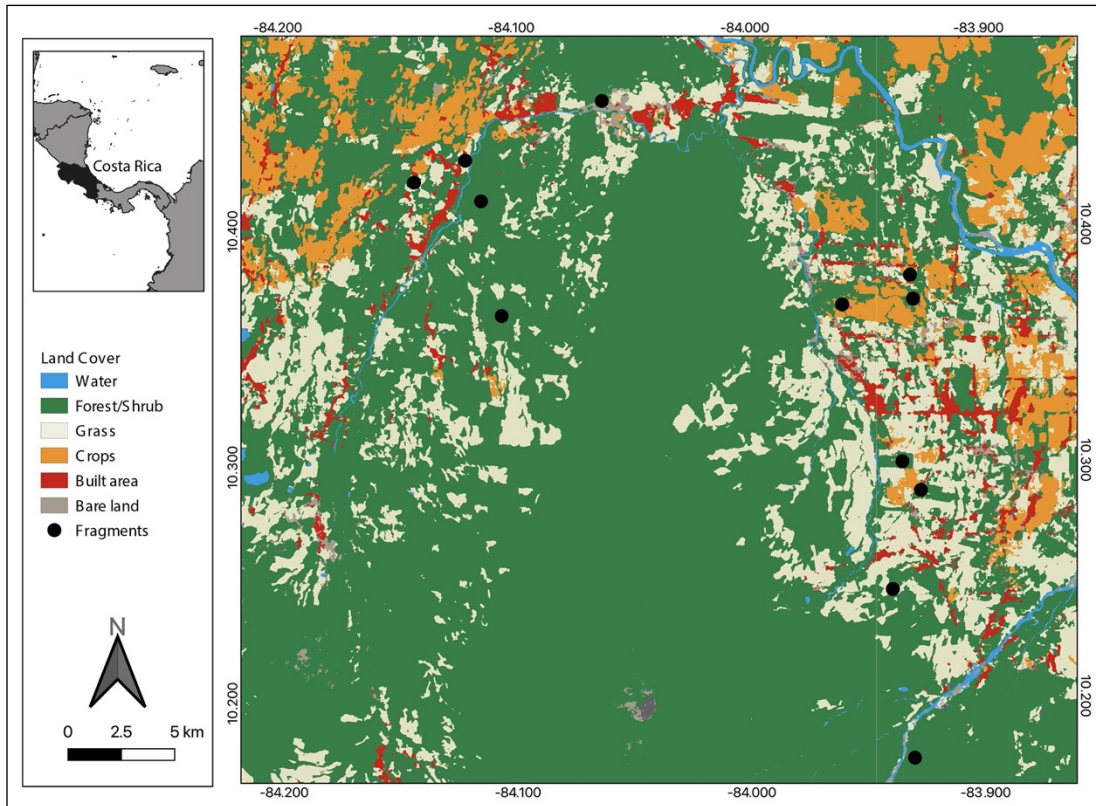 -84.200 -84.100 -84.000 -83.900
Costa Rica
10.400
10.400
Land Cover
Water
Forest/Shrub
Grass
Crops
Built area
Bare land
Fragments
10.300
10.300
N
0 2.5 5 km
10.200
10.200
-84.200 -84.100 -84.000 -83.900